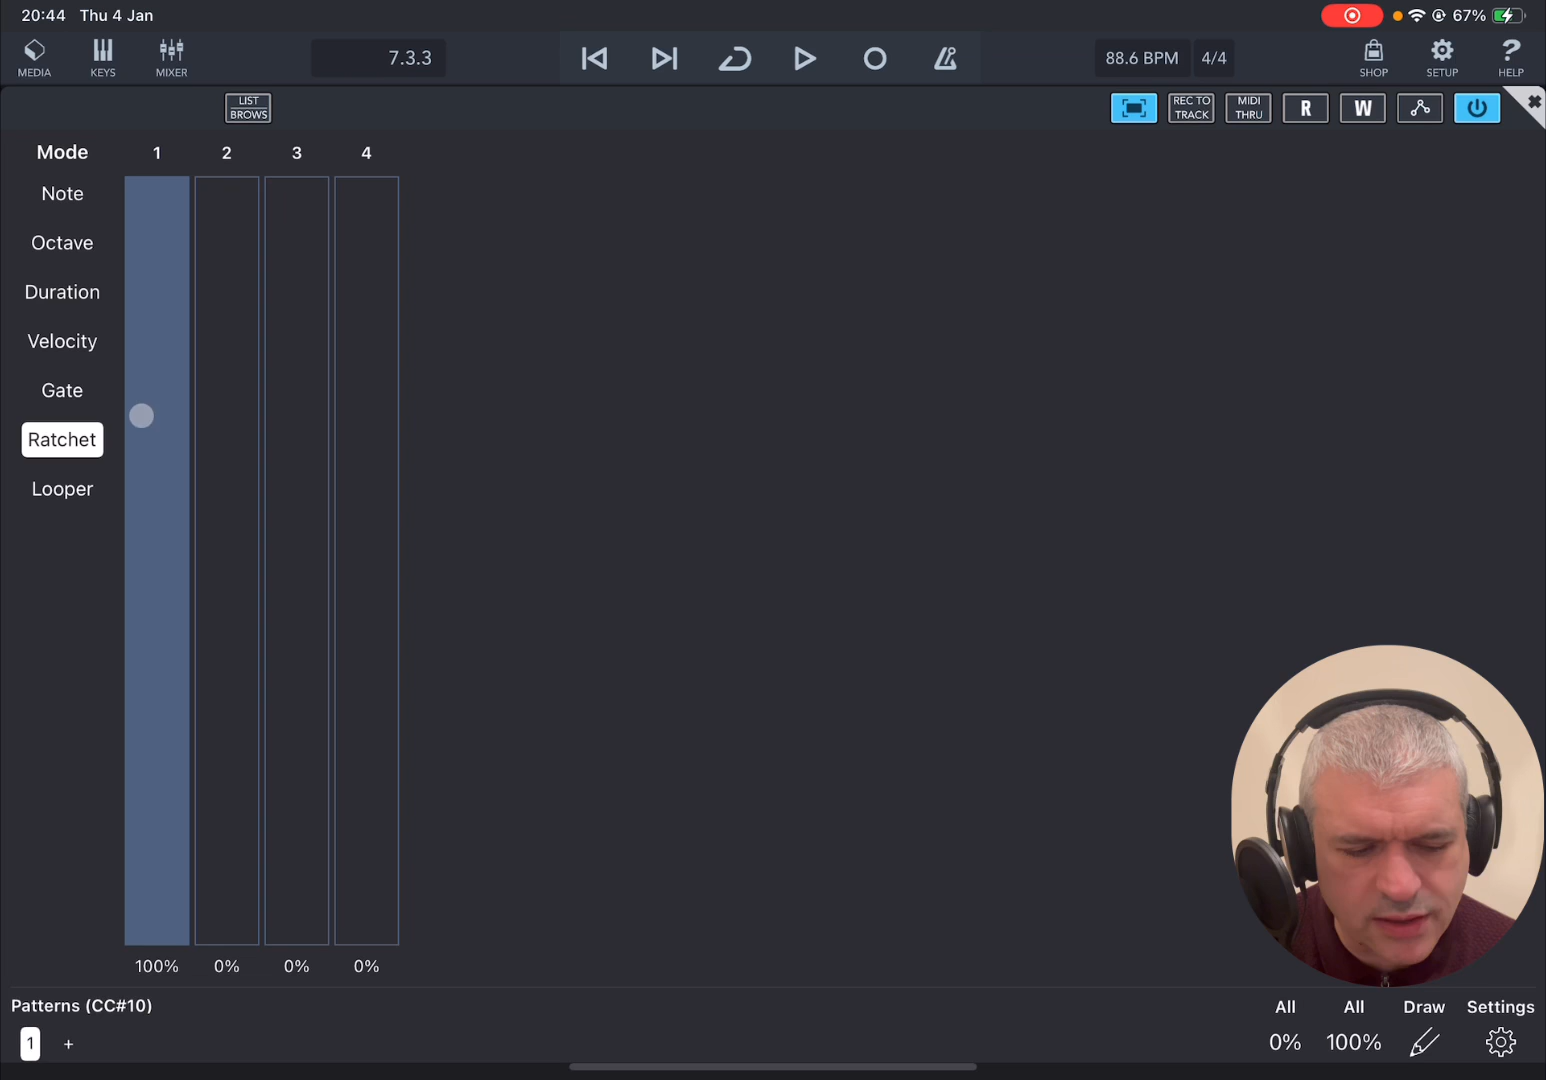 20:44 Thu 4 Jan
67%
MEDIA
KEYS
MIXER
7.3.3
88.6 BPM
4/4
SHOP
SETUP
HELP
LIST
BROWS
REC TO
TRACK
MIDI
THRU
R
W
Mode
1
2
3
4
Note
Octave
Duration
Velocity
Gate
Ratchet
Looper
100%
0%
0%
0%
Patterns (CC#10)
1
+
All
0%
All
100%
Draw
Settings